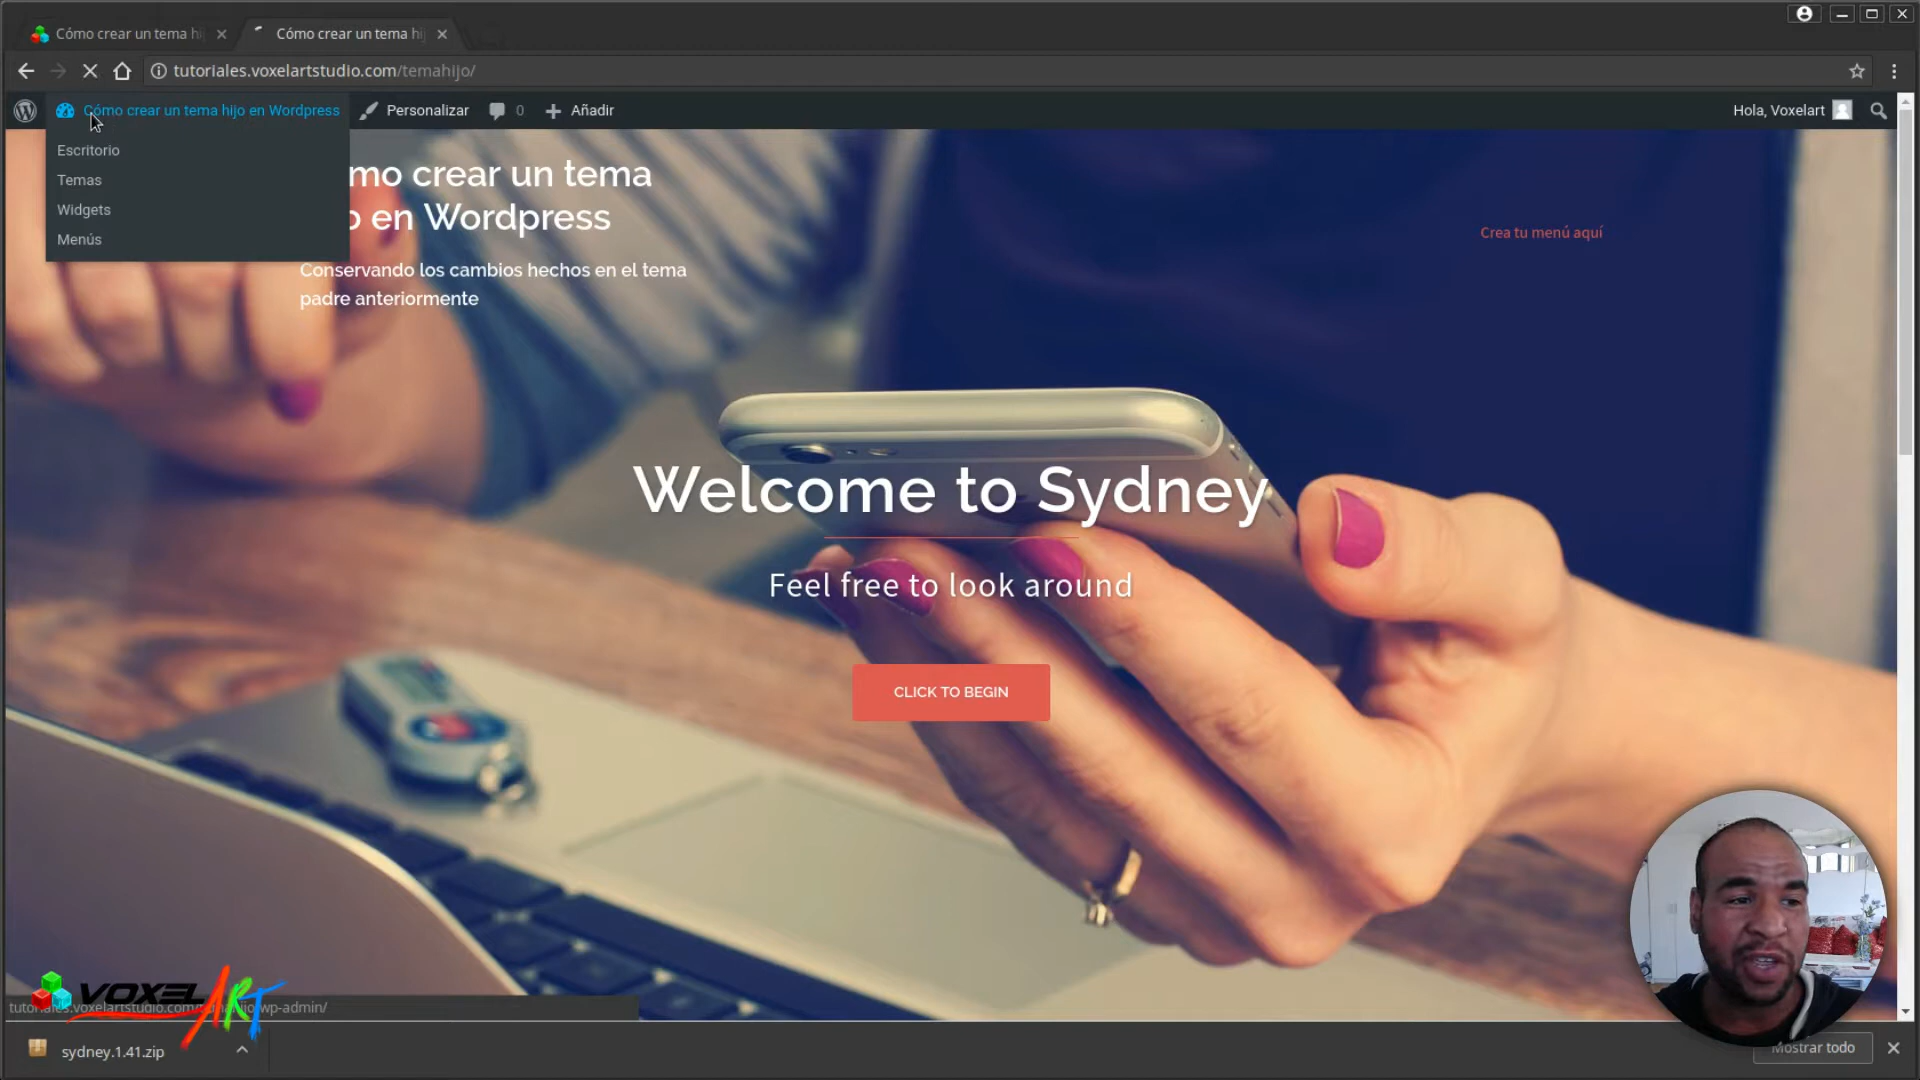 Cómo crear un tema hi
Cómo crear un tema hi
tutoriales.voxelartstudio.com/temahijo/
Cómo crear un tema hijo en Wordpress
Personalizar
0
Añadir
Hola, Voxelart
Escritorio
Temas
Widgets
Menús
mo crear un tema
o en Wordpress
Conservando los cambios hechos en el tema
padre anteriormente
Crea tu menú aquí
Welcome to Sydney
Feel free to look around
CLICK TO BEGIN
VOXEL ART
wp-admin/
sydney.1.41.zip
Mostrar todo